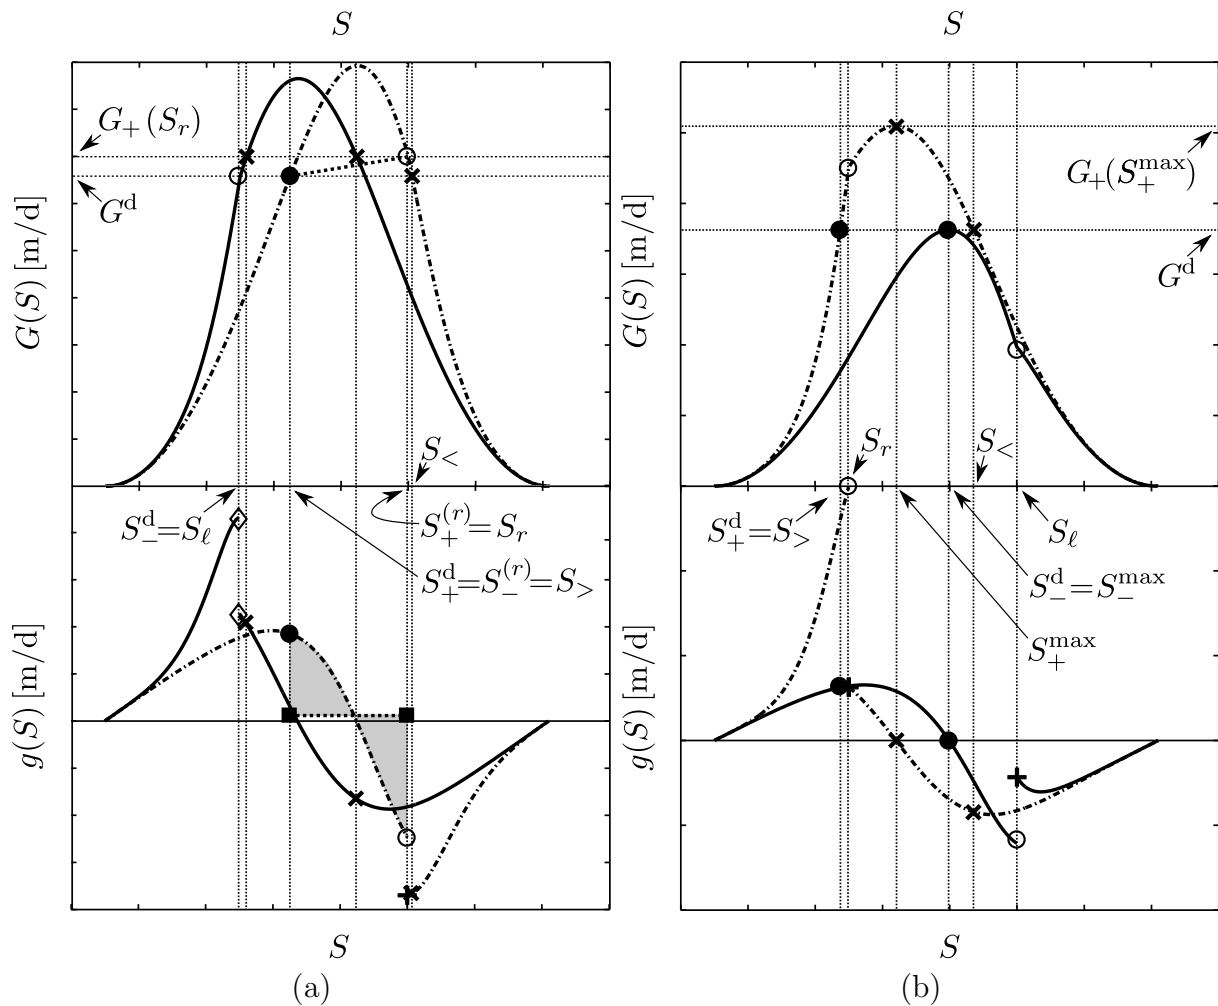 S
S
G₊(Sᵣ)
Gᵈ
G₊(S₊ᵐᵃˣ)
Gᵈ
G(S) [m/d]
G(S) [m/d]
S<
Sᵣ
S<
S₋ᵈ=Sℓ
S₊⁽ʳ⁾=Sᵣ
S₊ᵈ=S₋⁽ʳ⁾=S>
S₊ᵈ=S>
Sℓ
S₋ᵈ=S₋ᵐᵃˣ
S₊ᵐᵃˣ
g(S) [m/d]
g(S) [m/d]
S
S
(a)
(b)